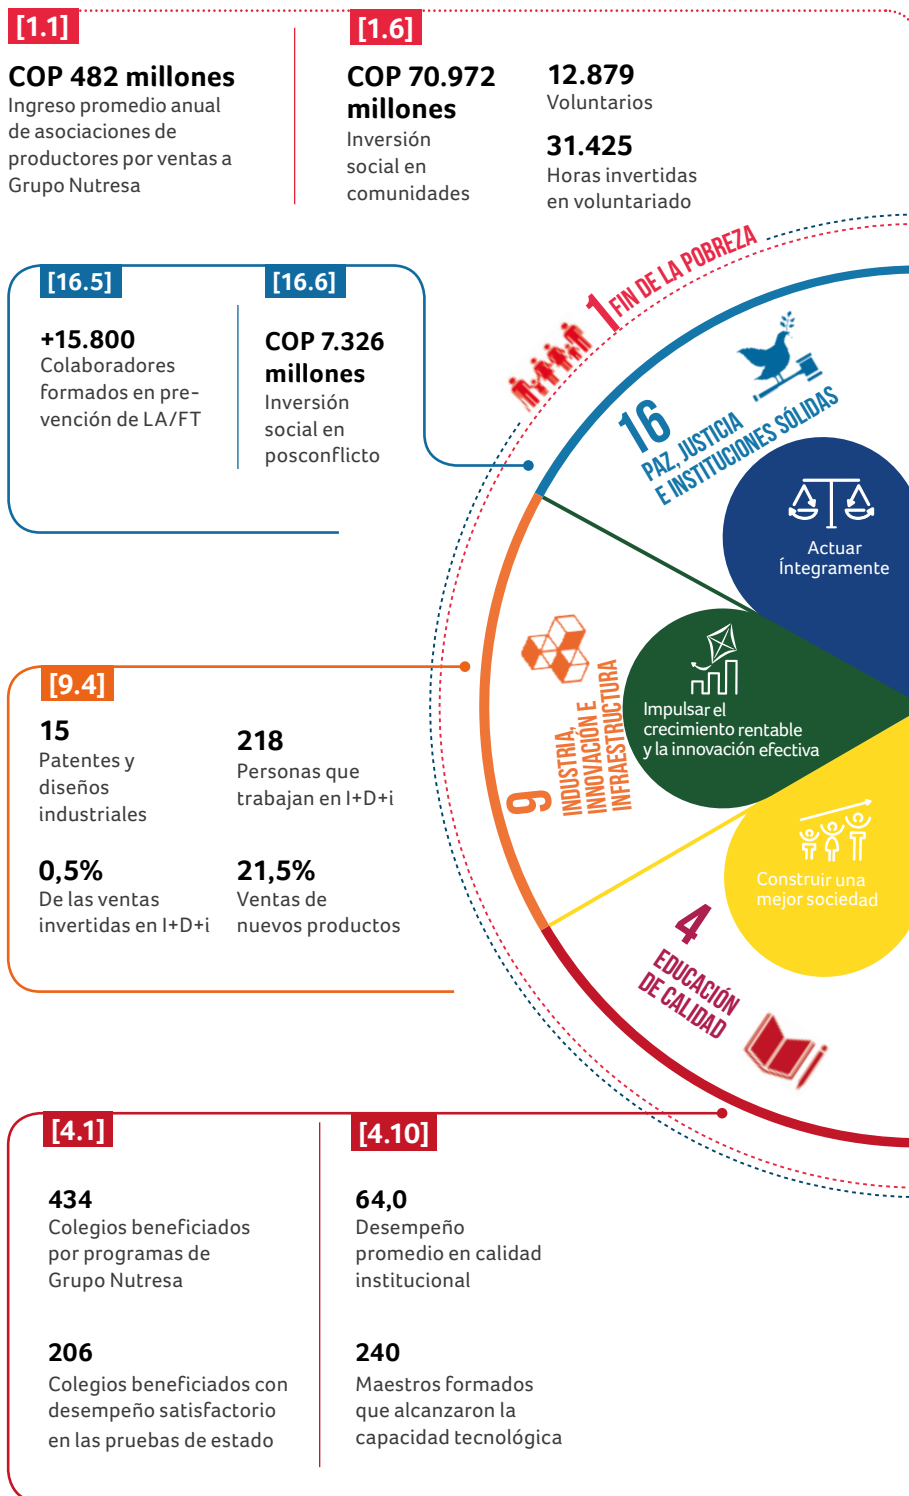 [1.1]
COP 482 millones
Ingreso promedio anual
de asociaciones de
productores por ventas a
Grupo Nutresa
[1.6]
COP 70.972
millones
Inversión
social en
comunidades
12.879
Voluntarios
31.425
Horas invertidas
en voluntariado
1 FIN DE LA POBREZA
[16.5]
+15.800
Colaboradores
formados en pre-
vención de LA/FT
[16.6]
COP 7.326
millones
Inversión
social en
posconflicto
16
PAZ, JUSTICIA
E INSTITUCIONES SÓLIDAS
Actuar
Íntegramente
[9.4]
15
Patentes y
diseños
industriales
218
Personas que
trabajan en I+D+i
0,5%
De las ventas
invertidas en I+D+i
21,5%
Ventas de
nuevos productos
9
INDUSTRIA,
INNOVACIÓN E
INFRAESTRUCTURA
Impulsar el
crecimiento rentable
y la innovación efectiva
Construir una
mejor sociedad
4
EDUCACIÓN
DE CALIDAD
[4.1]
434
Colegios beneficiados
por programas de
Grupo Nutresa
206
Colegios beneficiados con
desempeño satisfactorio
en las pruebas de estado
[4.10]
64,0
Desempeño
promedio en calidad
institucional
240
Maestros formados
que alcanzaron la
capacidad tecnológica